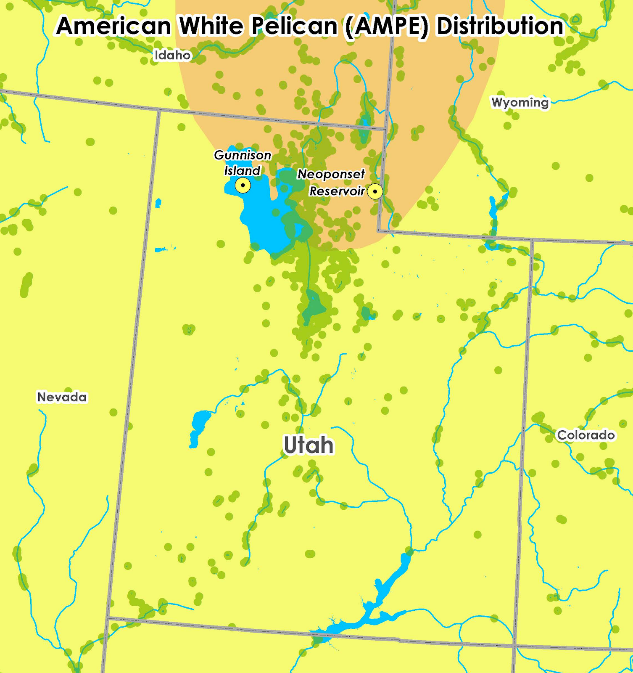 American White Pelican (AMPE) Distribution
Idaho
Wyoming
Gunnison
Island
Neoponset
Reservoir
Nevada
Utah
Colorado